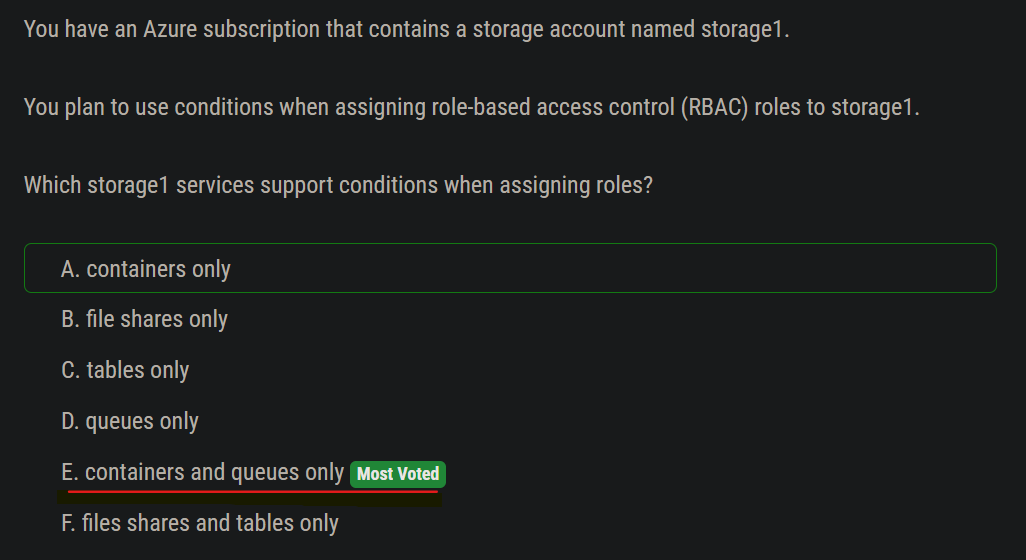 You have an Azure subscription that contains a storage account named storage1.
You plan to use conditions when assigning role-based access control (RBAC) roles to storage1.
Which storage1 services support conditions when assigning roles?
A. containers only
B. file shares only
C. tables only
D. queues only
E. containers and queues only Most Voted
F. files shares and tables only